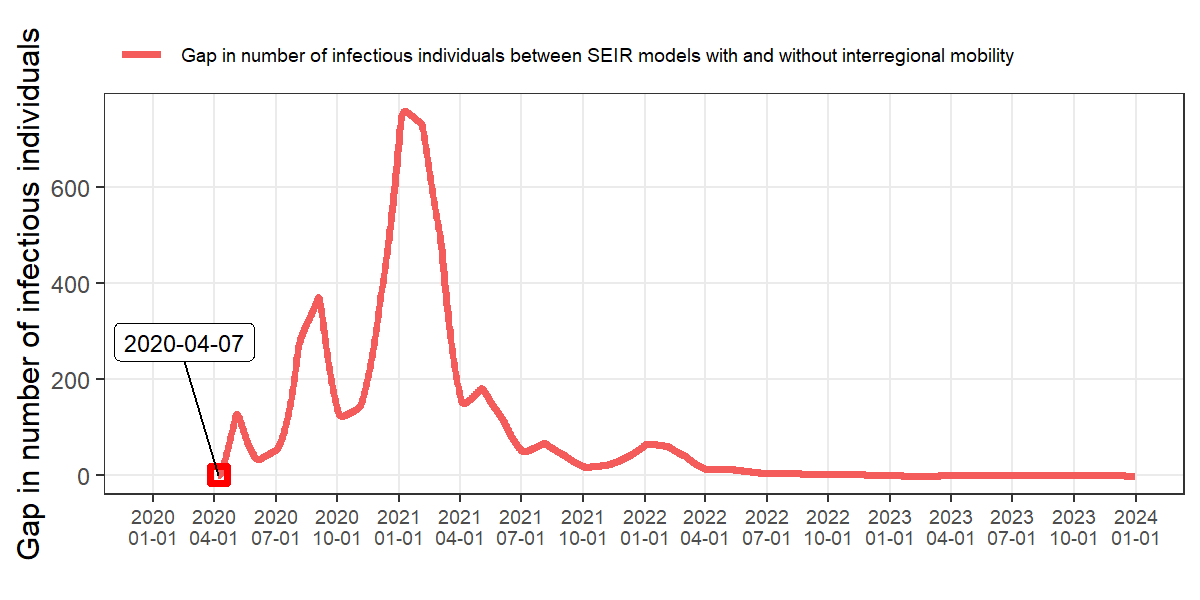 Gap in number of infectious individuals between SEIR models with and without interregional mobility
Gap in number of infectious individuals
600
400
200
0
2020-04-07
2020 2020 2020 2020 2021 2021 2021 2021 2022 2022 2022 2022 2023 2023 2023 2023 2024
01-01 04-01 07-01 10-01 01-01 04-01 07-01 10-01 01-01 04-01 07-01 10-01 01-01 04-01 07-01 10-01 01-01